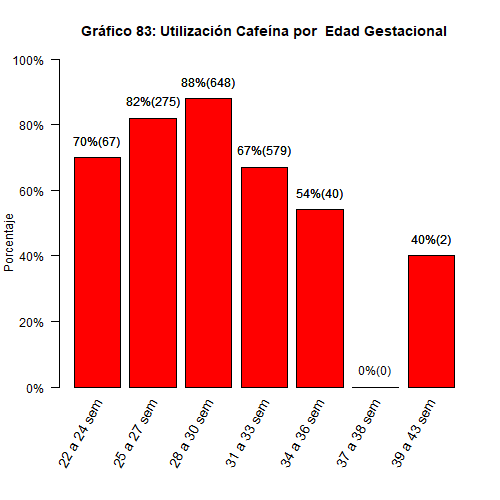 Gráfico 83: Utilización Cafeína por  Edad Gestacional
Porcentaje
100%
80%
60%
40%
20%
0%
70%(67)
82%(275)
88%(648)
67%(579)
54%(40)
0%(0)
40%(2)
22 a 24 sem
25 a 27 sem
28 a 30 sem
31 a 33 sem
34 a 36 sem
37 a 38 sem
39 a 43 sem